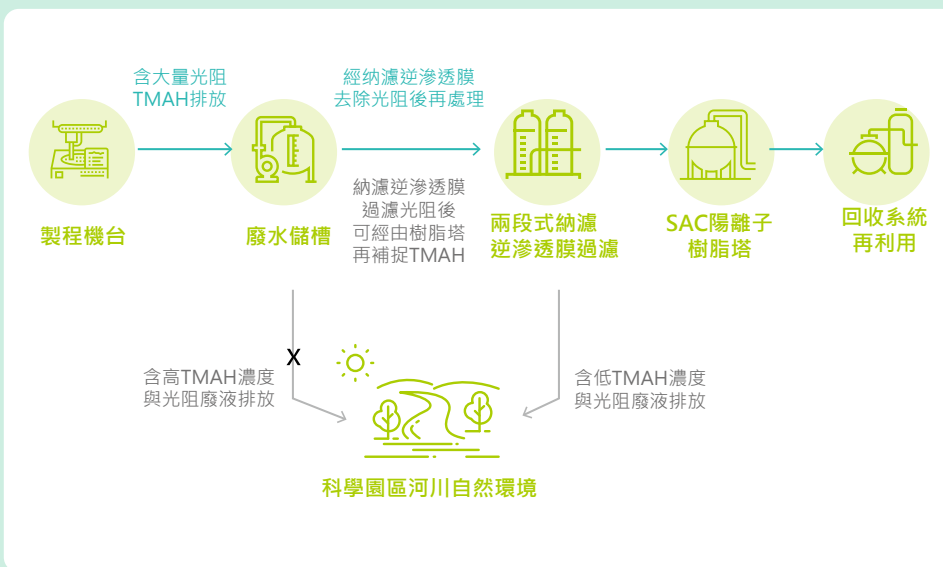 含大量光阻
TMAH排放
經纳濾逆滲透膜
去除光阻後再處理
納濾逆滲透膜
過濾光阻後
可經由樹脂塔
再補捉TMAH
製程機台
廢水儲槽
兩段式納濾
逆滲透膜過濾
SAC陽離子
樹脂塔
回收系統
再利用
X
含高TMAH濃度
與光阻廢液排放
含低TMAH濃度
與光阻廢液排放
科學園區河川自然環境